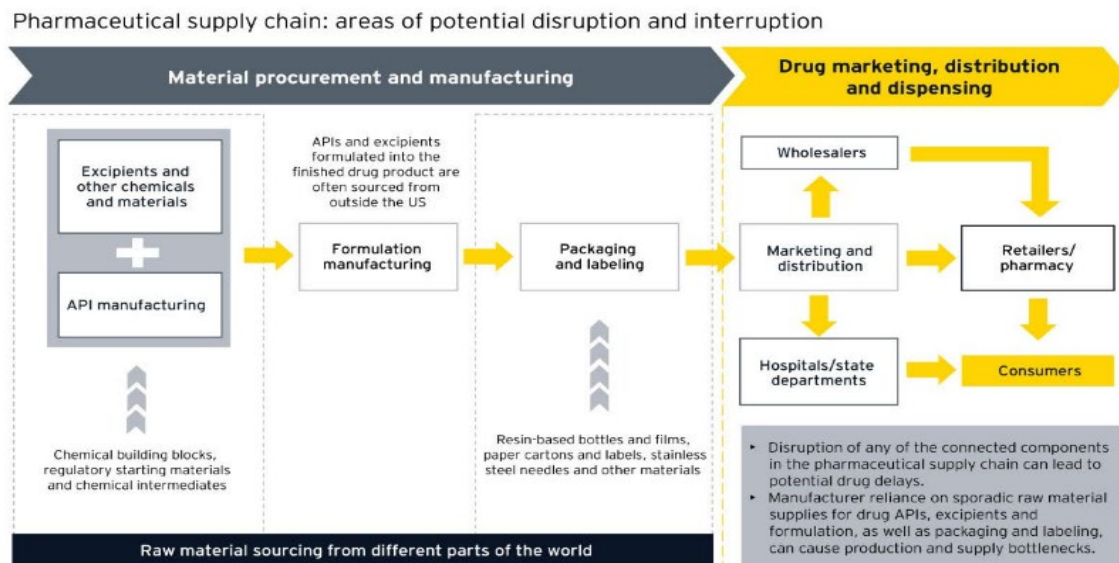 Pharmaceutical supply chain: areas of potential disruption and interruption
Material procurement and manufacturing
Drug marketing, distribution
and dispensing
Excipients and
other chemicals
and materials
API manufacturing
Chemical building blocks,
regulatory starting materials
and chemical intermediates
APIs and excipients
formulated into the
finished drug product are
often sourced from
outside the US
Formulation
manufacturing
Packaging
and labeling
Resin-based bottles and films,
paper cartons and labels, stainless
steel needles and other materials
Raw material sourcing from different parts of the world
Wholesalers
Marketing and
distribution
Retailers/
pharmacy
Hospitals/state
departments
Consumers
‣ Disruption of any of the connected components
in the pharmaceutical supply chain can lead to
potential drug delays.
‣ Manufacturer reliance on sporadic raw material
supplies for drug APIs, excipients and
formulation, as well as packaging and labeling,
can cause production and supply bottlenecks.